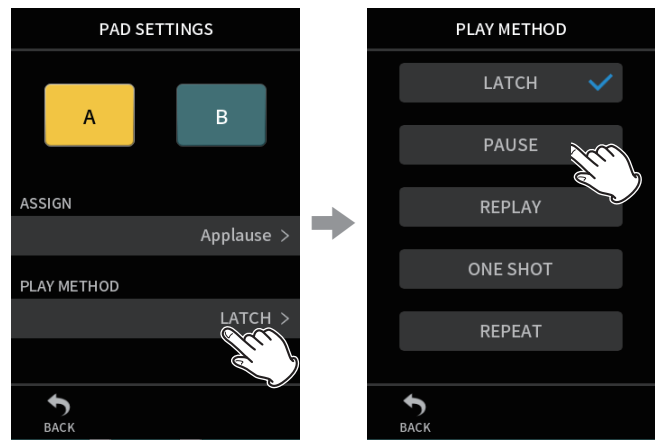 PAD SETTINGS
A
B
ASSIGN
Applause >
PLAY METHOD
LATCH >
BACK
PLAY METHOD
LATCH
PAUSE
REPLAY
ONE SHOT
REPEAT
BACK